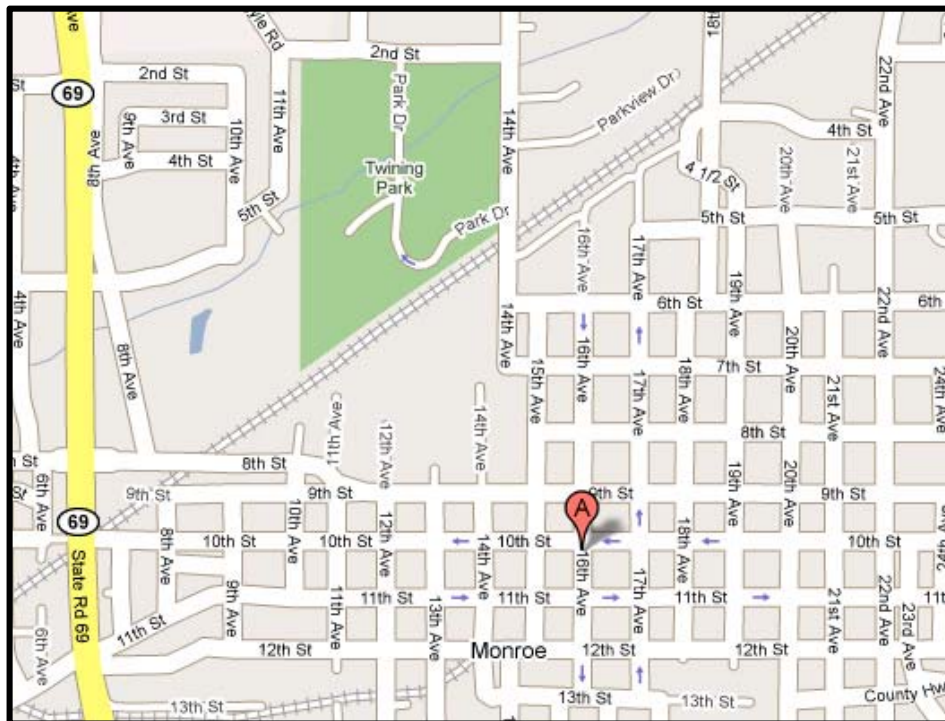 2nd St
18t
22nd Ave
2nd St
69
3rd St
9th Ave
10th Ave
4th St
11th Ave
Park Dr
Twining
Park
14th Ave
Parkview Dr
4th St
4 1/2 St
20th Ave
21st Ave
8th Ave
4th Ave
5th St
Park Dr
5th St
5th St
16th Ave
17th Ave
19th Ave
22nd Ave
4th Ave
6th St
6th
8th Ave
14th Ave
15th Ave
16th Ave
17th Ave
18th Ave
7th St
20th Ave
21st Ave
24th Ave
8th St
11th Ave
12th Ave
14th Ave
8th St
6th Ave
9th St
9th St
9th St
9th St
19th Ave
20th Ave
A
69
8th Ave
10th St
10th Ave
10th St
12th Ave
10th St
18th Ave
10th St
24th
State Rd 69
9th Ave
11th Ave
11th St
13th Ave
14th Ave
11th St
16th Ave
17th Ave
11th St
21st Ave
22nd Ave
23rd Ave
11t
6th Ave
11th St
12th St
Monroe
12th St
12th St
13th St
13th St
13th St
County Hw